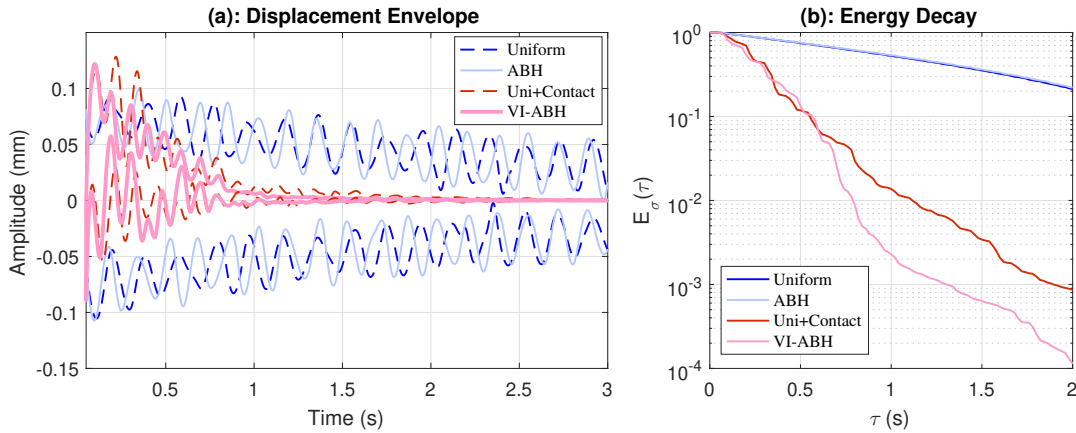 (a): Displacement Envelope
Amplitude (mm)
0.1
0.05
0
-0.05
-0.1
-0.15
0.5
1
1.5
2
2.5
3
Time (s)
Uniform
ABH
Uni+Contact
VI-ABH
(b): Energy Decay
E_σ(τ)
10^0
10^-1
10^-2
10^-3
10^-4
0
0.5
1
1.5
2
τ (s)
Uniform
ABH
Uni+Contact
VI-ABH